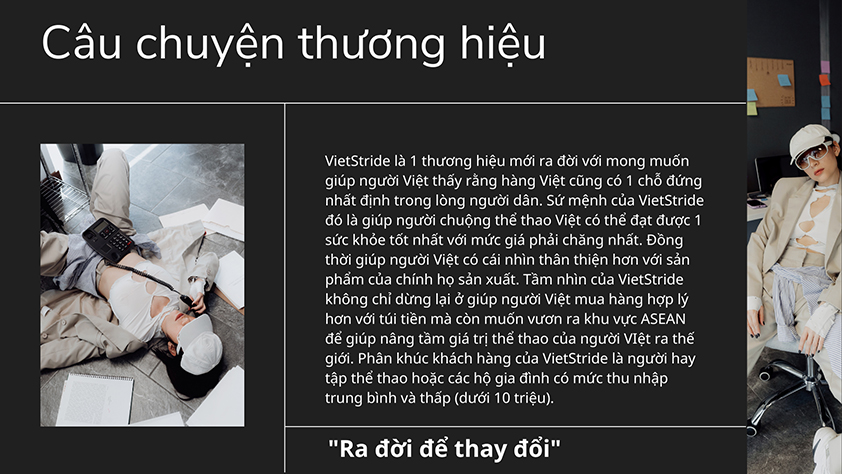 Câu chuyện thương hiệu
VietStride là 1 thương hiệu mới ra đời với mong muốn
giúp người Việt thấy rằng hàng Việt cũng có 1 chỗ đứng
nhất định trong lòng người dân. Sứ mệnh của VietStride
đó là giúp người chuộng thể thao Việt có thể đạt được 1
sức khỏe tốt nhất với mức giá phải chăng nhất. Đồng
thời giúp người Việt có cái nhìn thân thiện hơn với sản
phẩm của chính họ sản xuất. Tầm nhìn của VietStride
không chỉ dừng lại ở giúp người Việt mua hàng hợp lý
hơn với túi tiền mà còn muốn vươn ra khu vực ASEAN
để giúp nâng tầm giá trị thể thao của người VIệt ra thế
giới. Phân khúc khách hàng của VietStride là người hay
tập thể thao hoặc các hộ gia đình có mức thu nhập
trung bình và thấp (dưới 10 triệu).
"Ra đời để thay đổi"